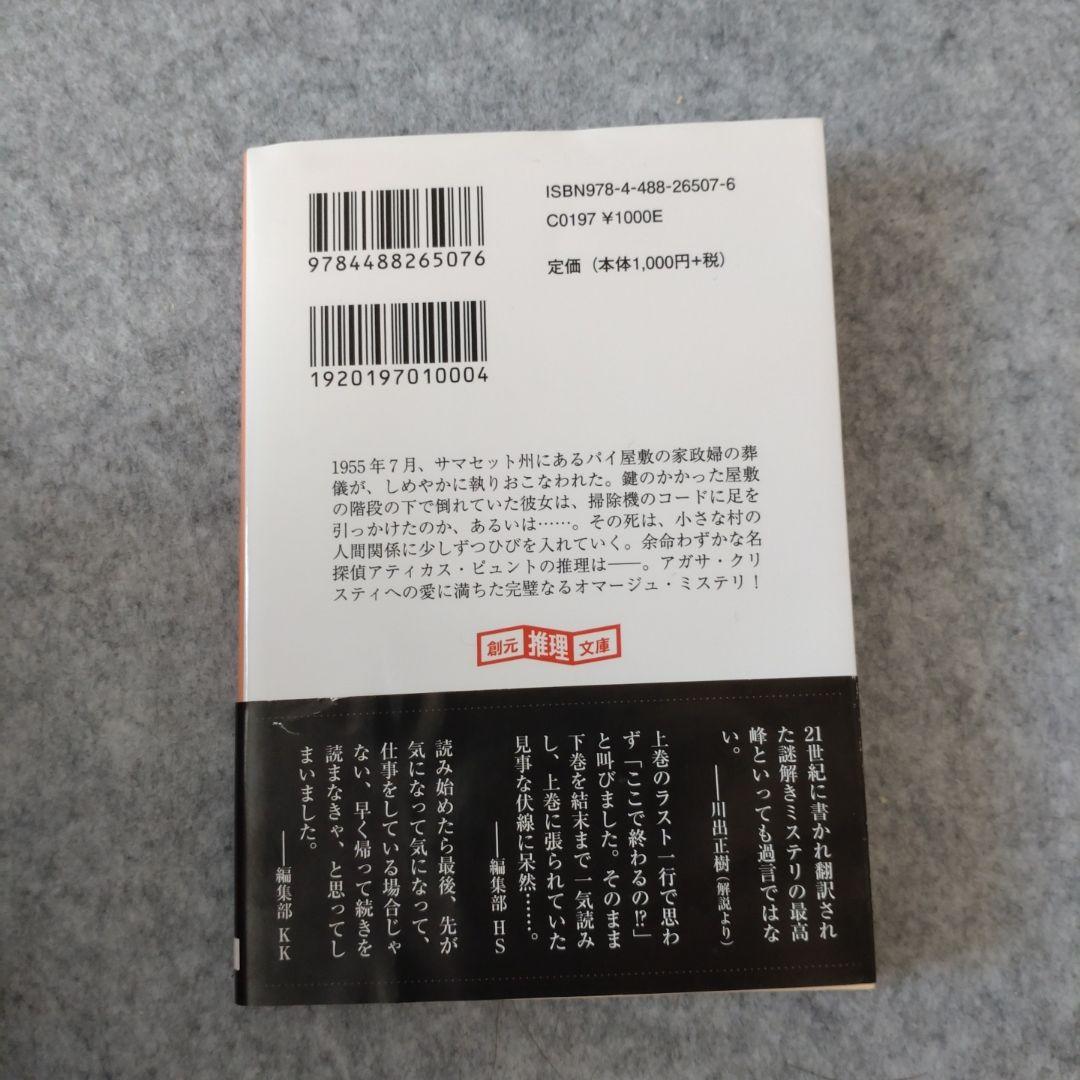 ISBN978-4-488-26507-6
C0197 ¥1000E
定価（本体1,000円+税）
9784488265076
1920197010004
1955年7月、サマセット州にあるパイ屋敷の家政婦の葬
儀が、しめやかに執りおこなわれた。鍵のかかった屋敷
の階段の下で倒れていた彼女は、掃除機のコードに足を
引っかけたのか、あるいは……。その死は、小さな村の
人間関係に少しずつひびを入れていく。余命わずかな名
探偵アティカス・ピュントの推理は――。アガサ・クリ
スティへの愛に満ちた完璧なるオマージュ・ミステリ！
創元推理文庫
21世紀に書かれ翻訳され
た謎解きミステリの最高
峰といっても過言ではな
い。――川出正樹（解説より）
上巻のラスト一行で思わ
ず「ここで終わるの!?」
と叫びました。そのまま
下巻を結末まで一気読み
し、上巻に張られていた
見事な伏線に呆然……。
――編集部 HS
読み始めたら最後、先が
気になって気になって、
仕事をしている場合じゃ
ない、早く帰って続きを
読まなきゃ、と思ってし
まいました。
――編集部 KK